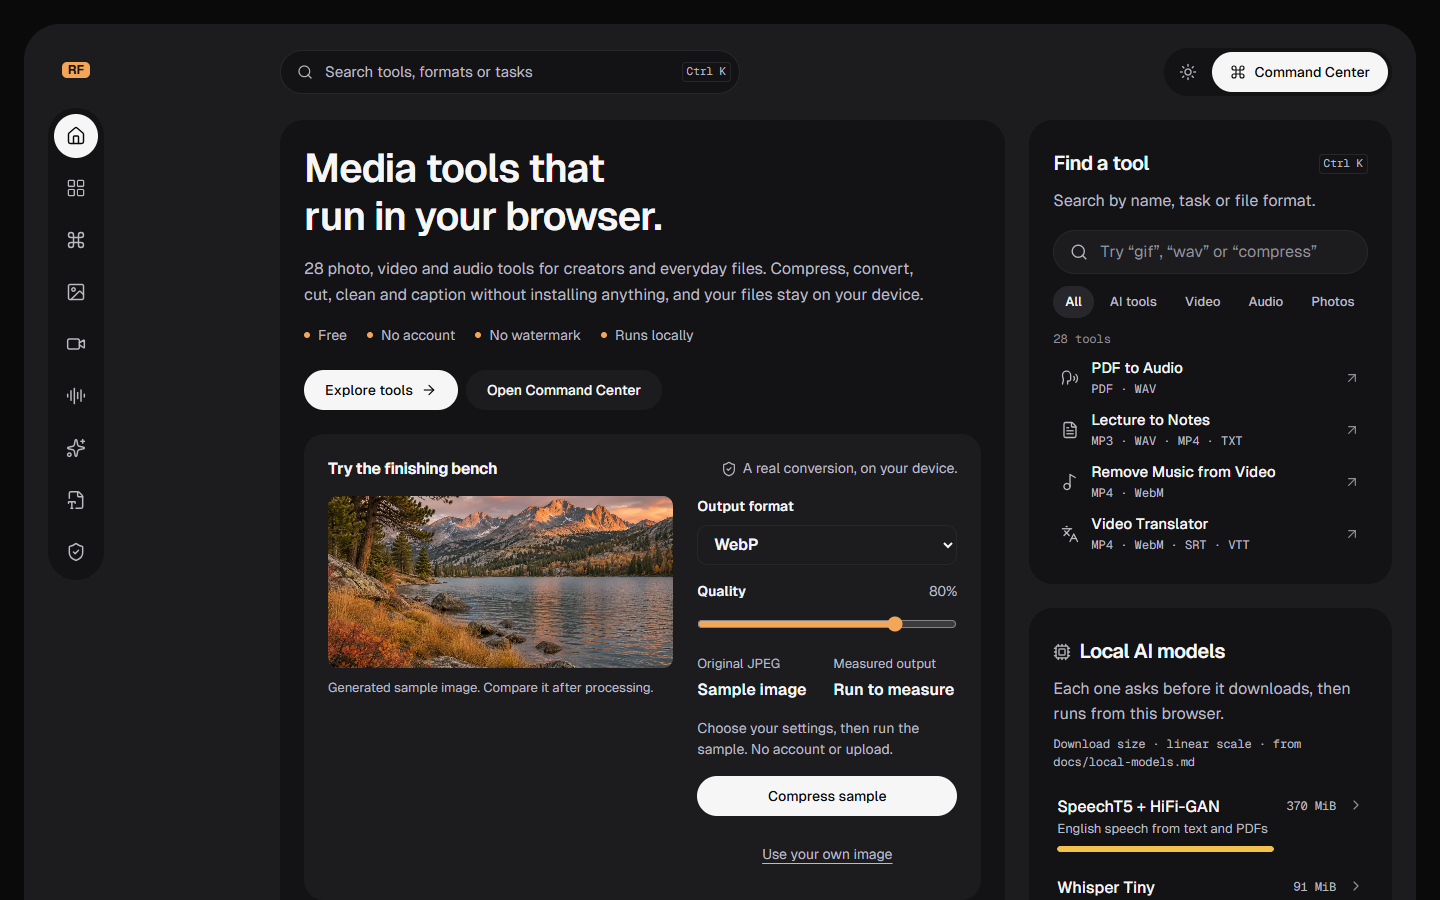 RF
Search tools, formats or tasks
Ctrl K
Command Center
Media tools that
run in your browser.
28 photo, video and audio tools for creators and everyday files. Compress, convert,
cut, clean and caption without installing anything, and your files stay on your device.
Free
No account
No watermark
Runs locally
Explore tools
Open Command Center
Try the finishing bench
A real conversion, on your device.
Generated sample image. Compare it after processing.
Output format
WebP
Quality
80%
Original JPEG
Measured output
Sample image
Run to measure
Choose your settings, then run the
sample. No account or upload.
Compress sample
Use your own image
Find a tool
Ctrl K
Search by name, task or file format.
Try “gif”, “wav” or “compress”
All
AI tools
Video
Audio
Photos
28 tools
PDF to Audio
PDF · WAV
Lecture to Notes
MP3 · WAV · MP4 · TXT
Remove Music from Video
MP4 · WebM
Video Translator
MP4 · WebM · SRT · VTT
Local AI models
Each one asks before it downloads, then
runs from this browser.
Download size · linear scale · from
docs/local-models.md
SpeechT5 + HiFi-GAN
370 MiB
English speech from text and PDFs
Whisper Tiny
91 MiB